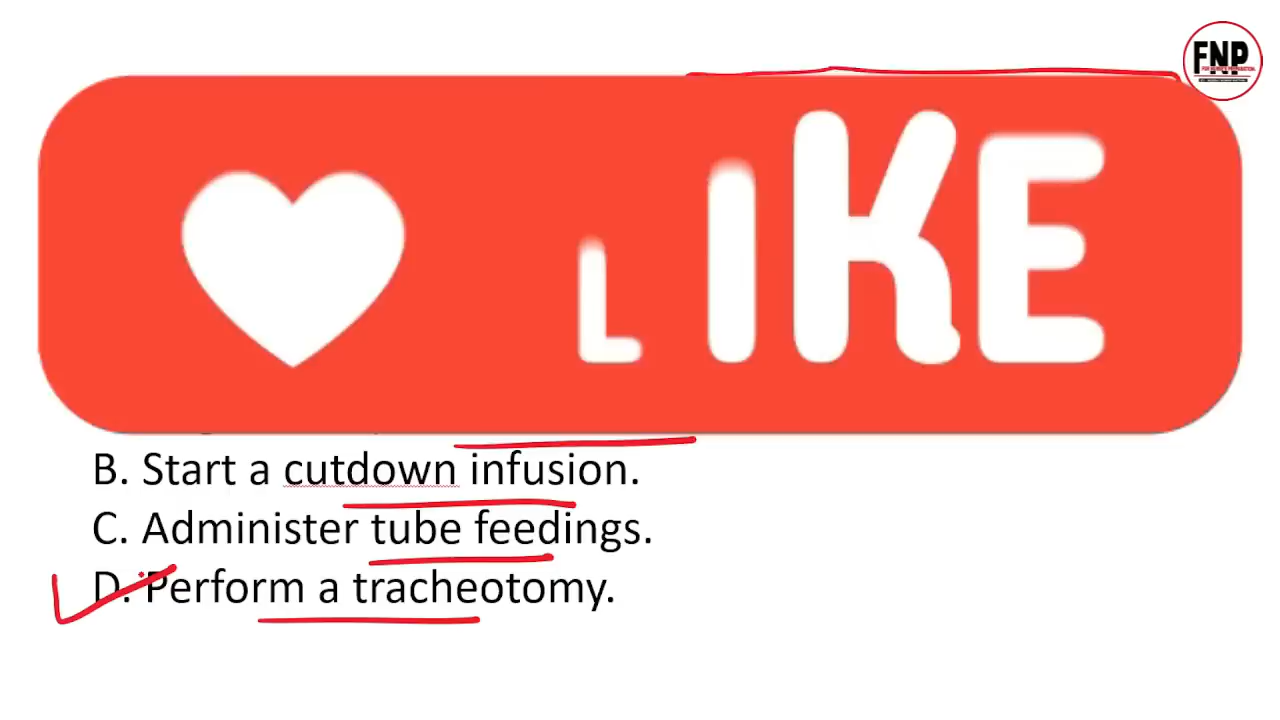 FNP
LIKE
B. Start a cutdown infusion.
C. Administer tube feedings.
D. Perform a tracheotomy.